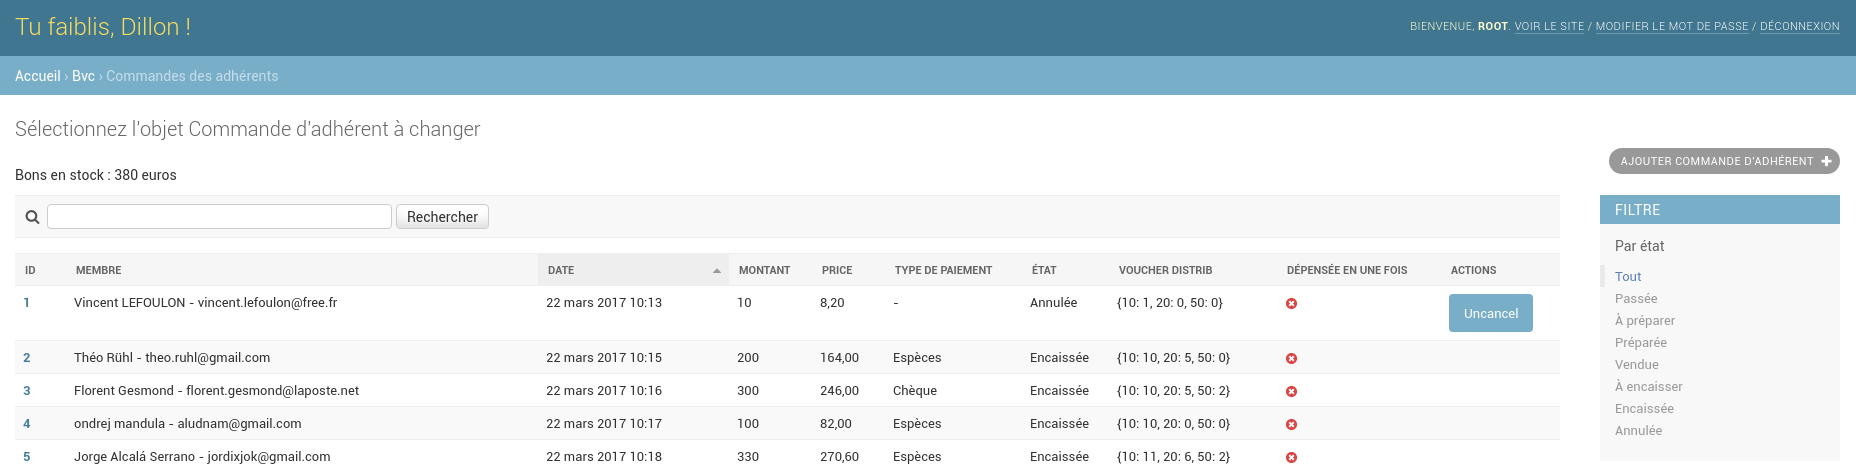 Tu faiblis, Dillon !
BIENVENUE, ROOT. VOIR LE SITE / MODIFIER LE MOT DE PASSE / DÉCONNEXION
Accueil › Bvc › Commandes des adhérents
Sélectionnez l'objet Commande d'adhérent à changer
AJOUTER COMMANDE D'ADHÉRENT
Bons en stock : 380 euros
Rechercher
ID MEMBRE DATE MONTANT PRICE TYPE DE PAIEMENT ÉTAT VOUCHER DISTRIB DÉPENSÉE EN UNE FOIS ACTIONS
1 Vincent LEFOULON - vincent.lefoulon@free.fr 22 mars 2017 10:13 10 8,20 - Annulée {10: 1, 20: 0, 50: 0} Uncancel
2 Théo Rühl - theo.ruhl@gmail.com 22 mars 2017 10:15 200 164,00 Espèces Encaissée {10: 10, 20: 5, 50: 0}
3 Florent Gesmond - florent.gesmond@laposte.net 22 mars 2017 10:16 300 246,00 Chèque Encaissée {10: 10, 20: 5, 50: 2}
4 ondrej mandula - aludnam@gmail.com 22 mars 2017 10:17 100 82,00 Espèces Encaissée {10: 10, 20: 0, 50: 0}
5 Jorge Alcalá Serrano - jordixjok@gmail.com 22 mars 2017 10:18 330 270,60 Espèces Encaissée {10: 11, 20: 6, 50: 2}
FILTRE
Par état
Tout
Passée
À préparer
Préparée
Vendue
À encaisser
Encaissée
Annulée